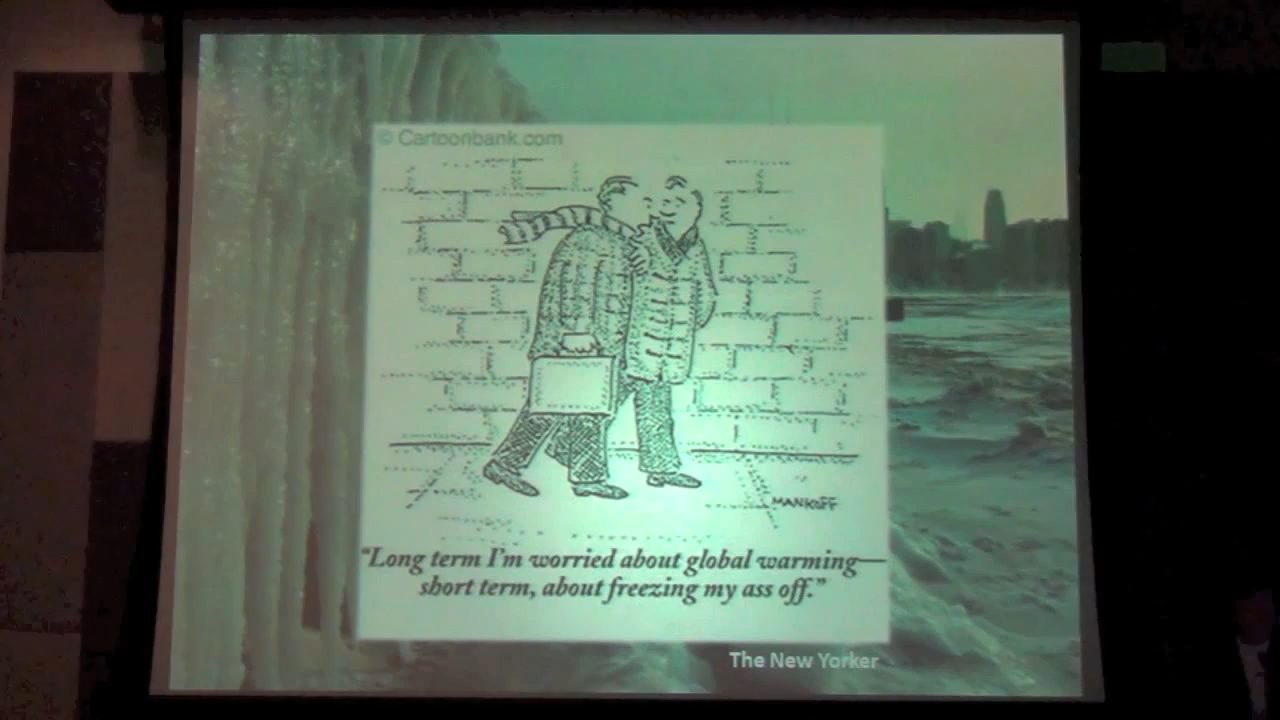 © Cartoonbank.com
MANKOFF
“Long term I’m worried about global warming—
short term, about freezing my ass off.”
The New Yorker